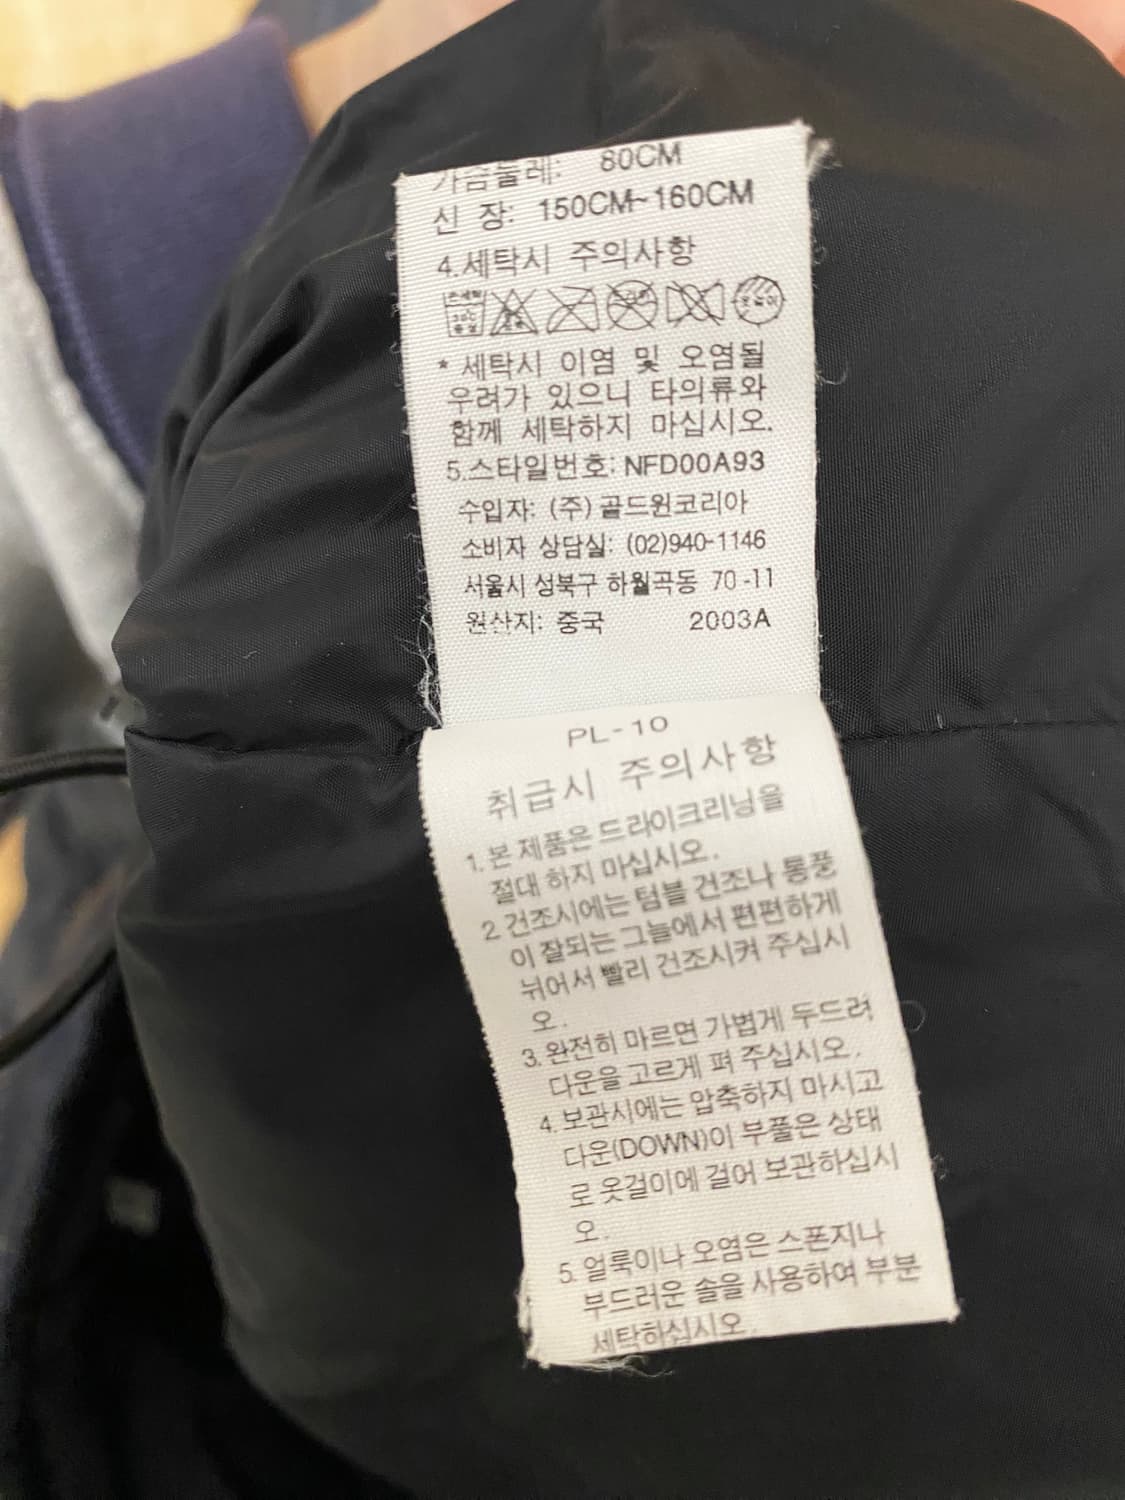 가슴둘레: 80CM
신 장: 150CM~160CM
4.세탁시 주의사항
손세탁
30℃
중성
옷걸이
* 세탁시 이염 및 오염될
우려가 있으니 타의류와
함께 세탁하지 마십시오.
5.스타일번호: NFD00A93
수입자: (주) 골드윈코리아
소비자 상담실: (02)940-1146
서울시 성북구 하월곡동 70-11
원산지: 중국 2003A
PL-10
취급시 주의사항
1. 본 제품은 드라이크리닝을
절대 하지 마십시오.
2 건조시에는 텀블 건조나 통풍
이 잘되는 그늘에서 편편하게
뉘어서 빨리 건조시켜 주십시
오.
3. 완전히 마르면 가볍게 두드려
다운을 고르게 펴 주십시오.
4. 보관시에는 압축하지 마시고
다운(DOWN)이 부풀은 상태
로 옷걸이에 걸어 보관하십시
오.
5. 얼룩이나 오염은 스폰지나
부드러운 솔을 사용하여 부분
세탁하십시오.